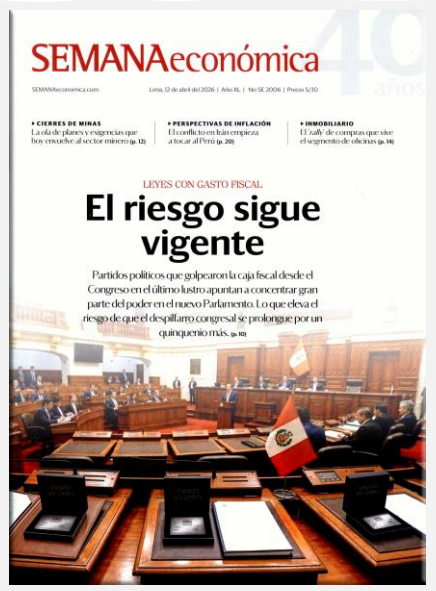 40
años
SEMANAeconómica
SEMANAeconomica.com
Lima, 12 de abril del 2026 | Año XL | No SE 2006 | Precio S/30
CIERRES DE MINAS
La ola de planes y exigencias que
hoy envuelve al sector minero (p. 12)
PERSPECTIVAS DE INFLACIÓN
El conflicto en Irán empieza
a tocar al Perú (p. 20)
INMOBILIARIO
El 'rally' de compras que vive
el segmento de oficinas (p. 14)
LEYES CON GASTO FISCAL
El riesgo sigue
vigente
Partidos políticos que golpearon la caja fiscal desde el
Congreso en el último lustro apuntan a concentrar gran
parte del poder en el nuevo Parlamento. Lo que eleva el
riesgo de que el despilfarro congresal se prolongue por un
quinquenio más. (p. 10)